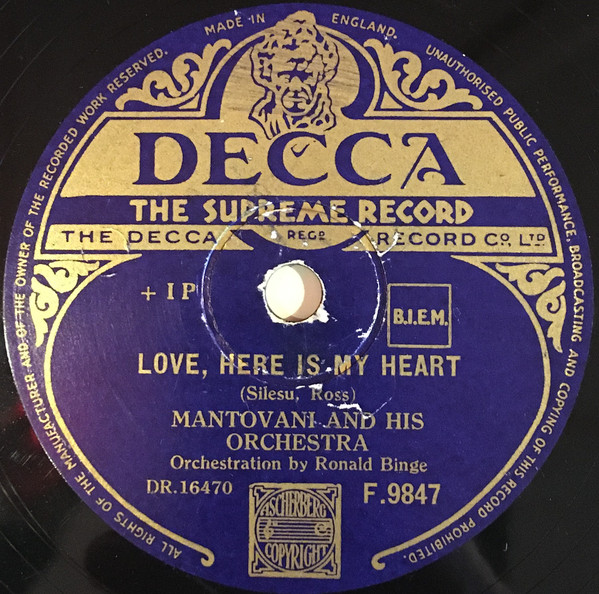 MADE IN ENGLAND.
UNAUTHORISED PUBLIC PERFORMANCE, BROADCASTING AND COPYING OF THIS RECORD PROHIBITED.
ALL RIGHTS OF THE MANUFACTURER AND OF THE OWNER OF THE RECORDED WORK RESERVED.
DECCA
THE SUPREME RECORD
THE DECCA REGD RECORD CO, LTD
+ 1 P
B.I.E.M.
LOVE, HERE IS MY HEART
(Silesu, Ross)
MANTOVANI AND HIS
ORCHESTRA
Orchestration by Ronald Binge
DR.16470
F.9847
ASCHERBERG
COPYRIGHT